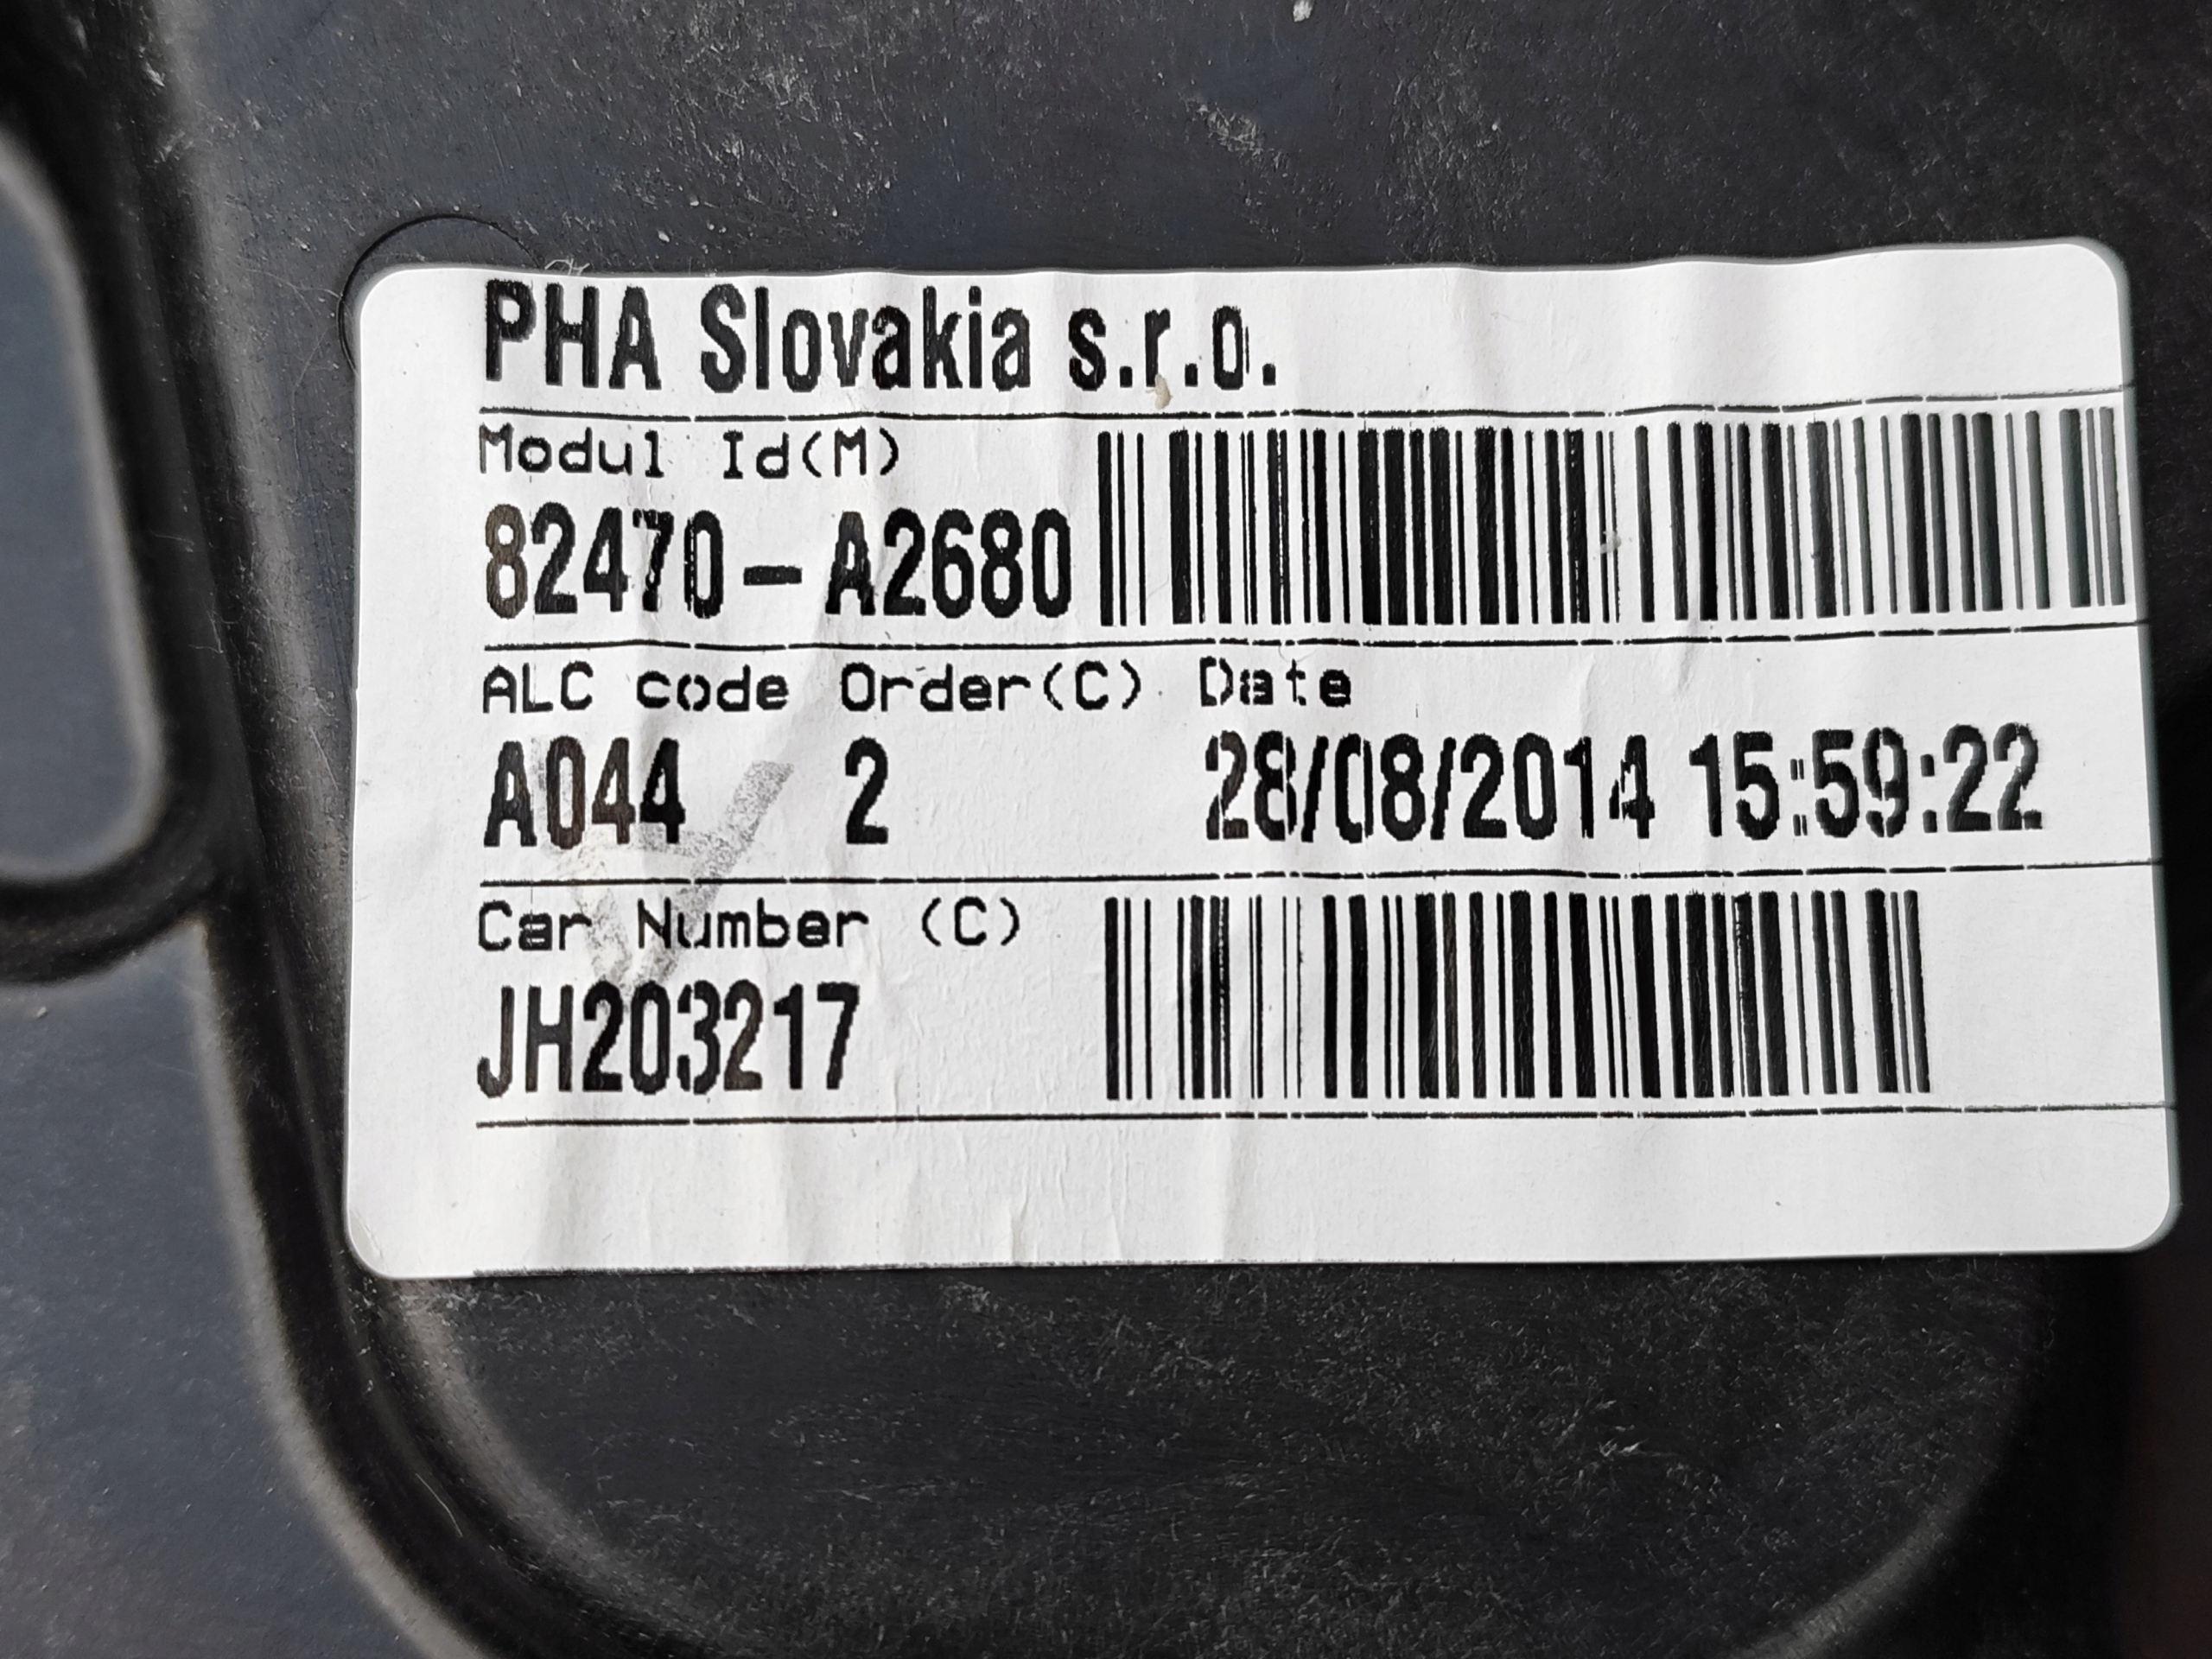 PHA Slovakia s.r.o.
Modul Id(M)
82470-A2680
ALC code Order(C) Date
A044 2 28/08/2014 15:59:22
Car Number (C)
JH203217